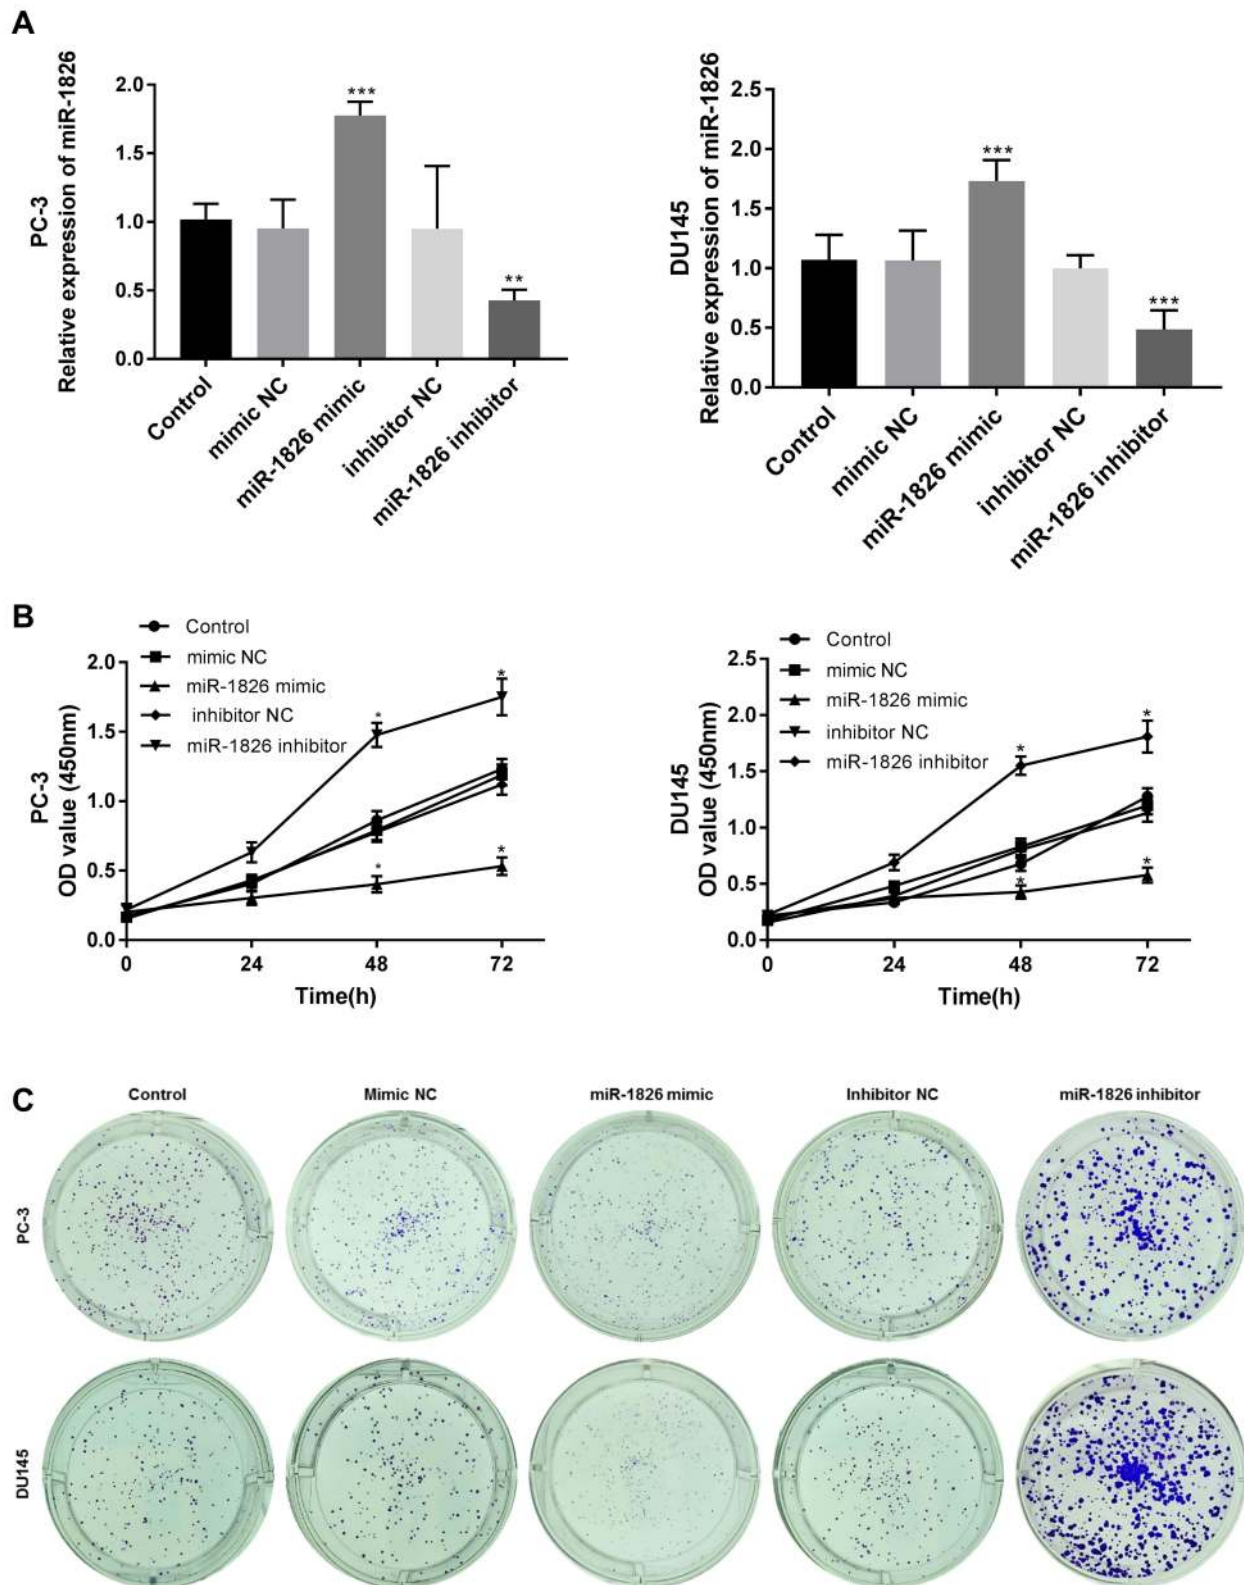 A
PC-3
Relative expression of miR-1826
2.0
1.5
1.0
0.5
0.0
***
**
Control
mimic NC
miR-1826 mimic
inhibitor NC
miR-1826 inhibitor
DU145
Relative expression of miR-1826
2.5
2.0
1.5
1.0
0.5
0.0
***
***
Control
mimic NC
miR-1826 mimic
inhibitor NC
miR-1826 inhibitor
B
Control
mimic NC
miR-1826 mimic
inhibitor NC
miR-1826 inhibitor
PC-3
OD value (450nm)
2.0
1.5
1.0
0.5
0.0
*
*
*
*
0 24 48 72
Time(h)
Control
mimic NC
miR-1826 mimic
inhibitor NC
miR-1826 inhibitor
DU145
OD value (450nm)
2.5
2.0
1.5
1.0
0.5
0.0
*
*
*
*
0 24 48 72
Time(h)
C
Control Mimic NC miR-1826 mimic Inhibitor NC miR-1826 inhibitor
PC-3
DU145